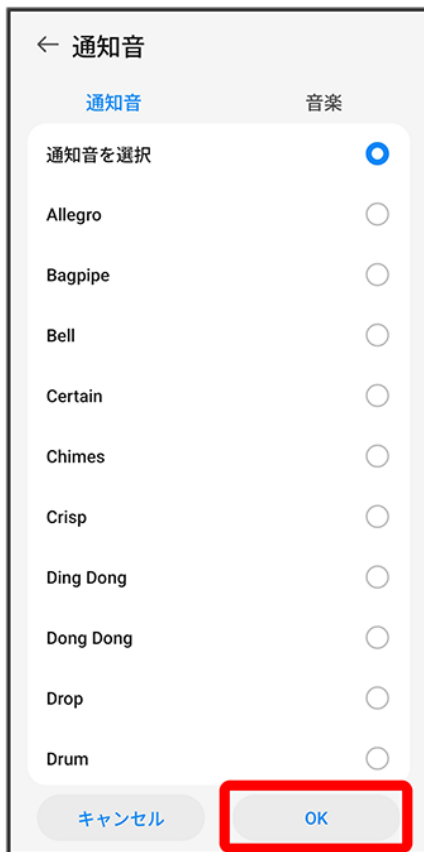 ← 通知音
通知音 音楽
通知音を選択
Allegro
Bagpipe
Bell
Certain
Chimes
Crisp
Ding Dong
Dong Dong
Drop
Drum
キャンセル OK